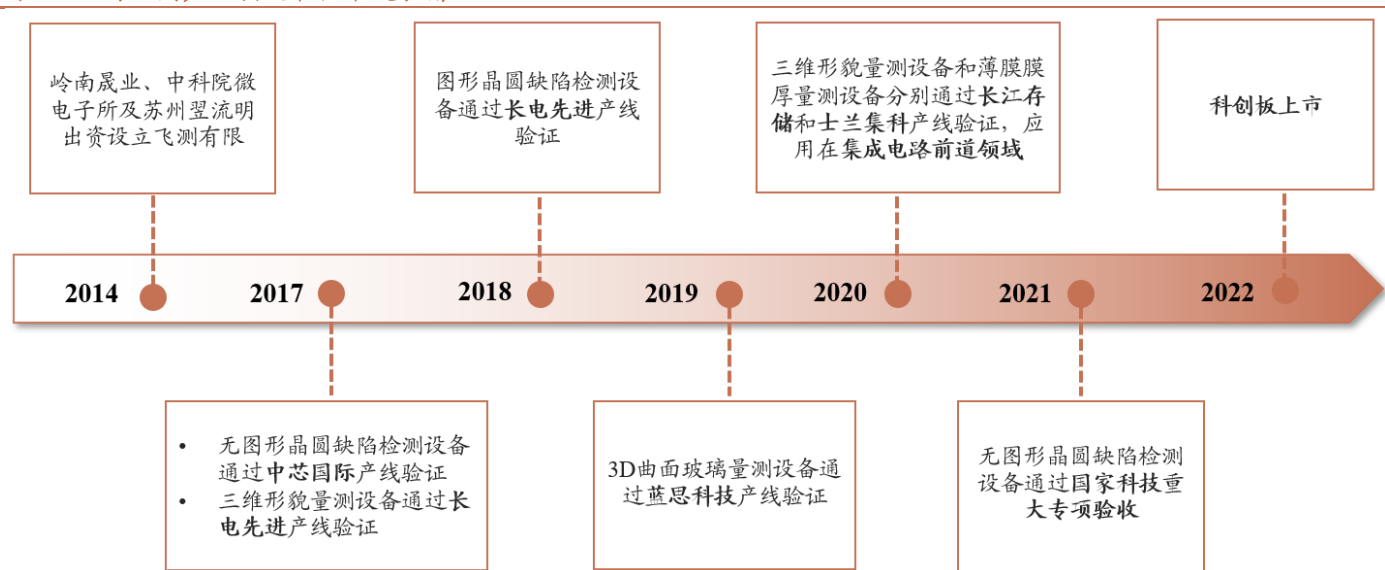 岭南晟业、中科院微
电子所及苏州翌流明
出资设立飞测有限
图形晶圆缺陷检测设
备通过长电先进产线
验证
三维形貌量测设备和薄膜膜
厚量测设备分别通过长江存
储和士兰集科产线验证，应
用在集成电路前道领域
科创板上市
2014
2017
2018
2019
2020
2021
2022
• 无图形晶圆缺陷检测设备
通过中芯国际产线验证
• 三维形貌量测设备通过长
电先进产线验证
3D曲面玻璃量测设备通
过蓝思科技产线验证
无图形晶圆缺陷检测
设备通过国家科技重
大专项验收